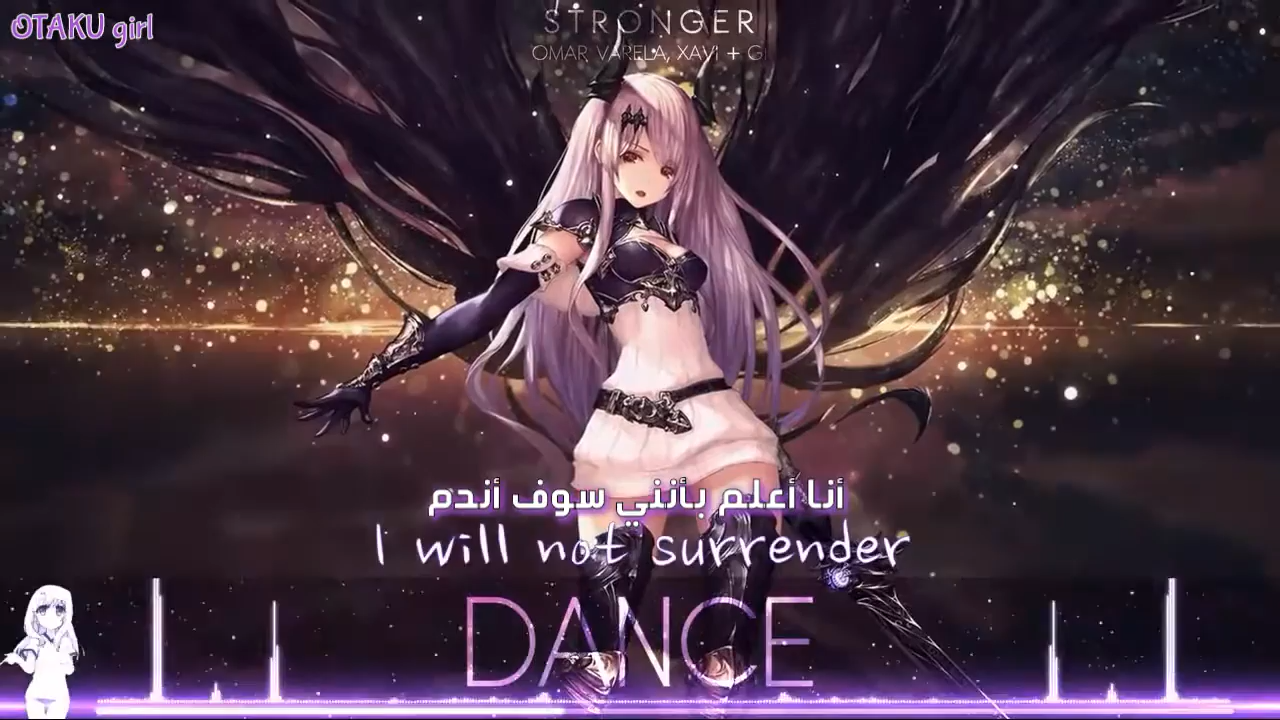 OTAKU girl
STRONGER
OMAR VARELA, XAVI + GI
أنا أعلم بأنني سوف أندم
I will not surrender
DANCE